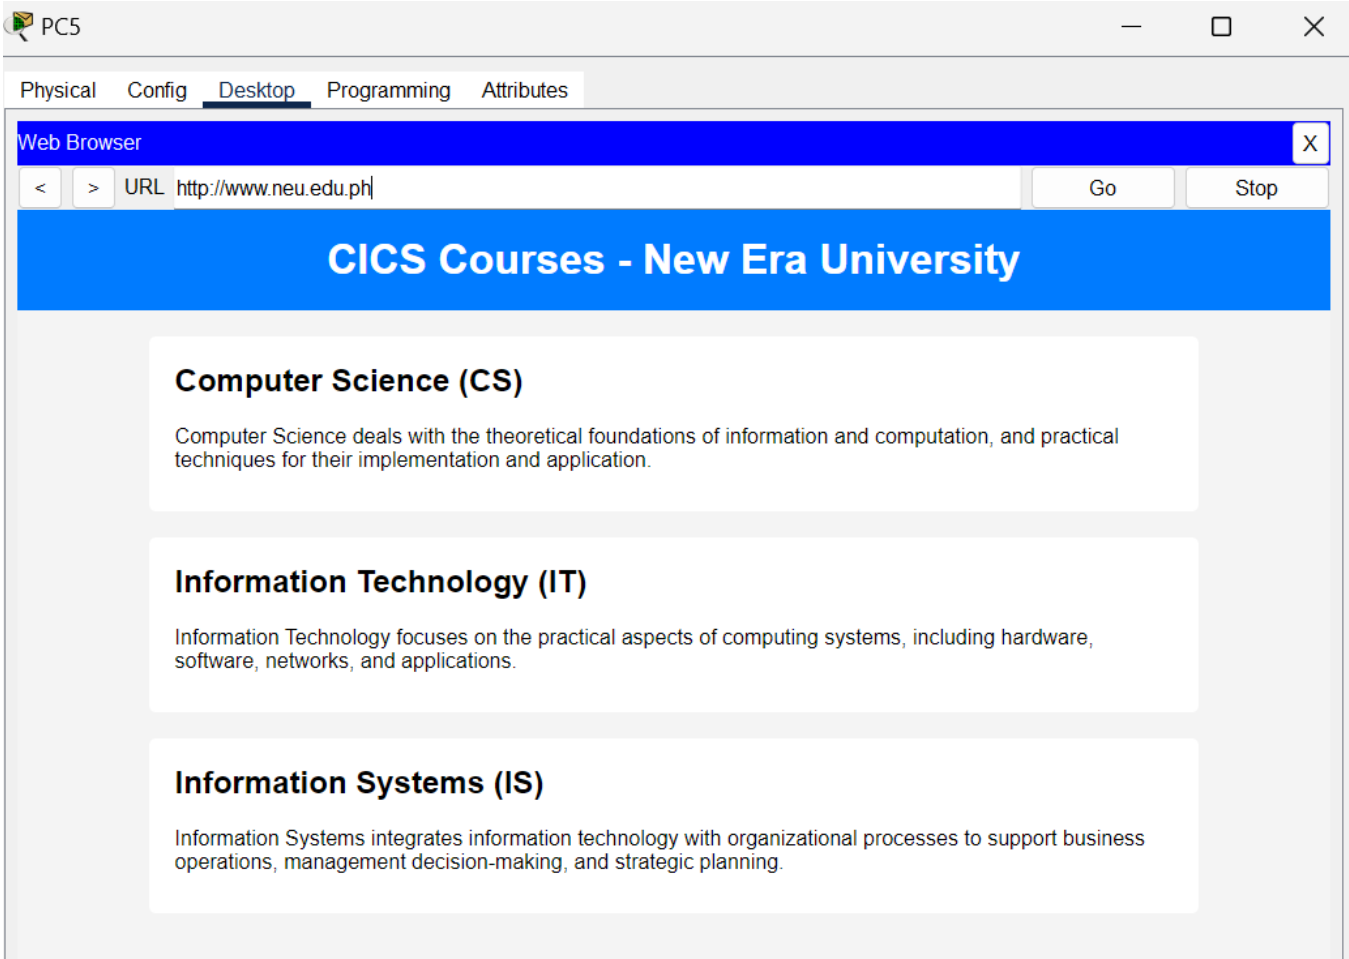 PC5
Physical Config Desktop Programming Attributes
Web Browser X
< > URL http://www.neu.edu.ph Go Stop
CICS Courses - New Era University
Computer Science (CS)
Computer Science deals with the theoretical foundations of information and computation, and practical
techniques for their implementation and application.
Information Technology (IT)
Information Technology focuses on the practical aspects of computing systems, including hardware,
software, networks, and applications.
Information Systems (IS)
Information Systems integrates information technology with organizational processes to support business
operations, management decision-making, and strategic planning.